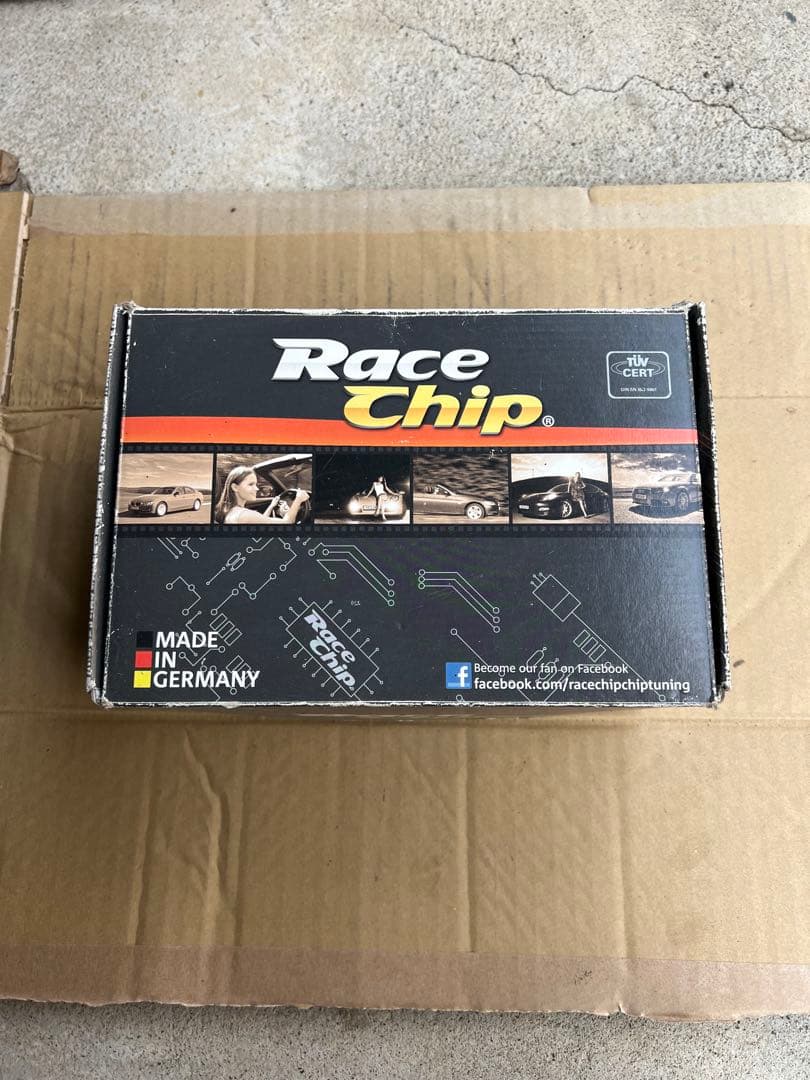 Race
Chip®
TÜV
CERT
MADE
IN
GERMANY
Race
Chip
f
Become our fan on Facebook
facebook.com/racechipchiptuning